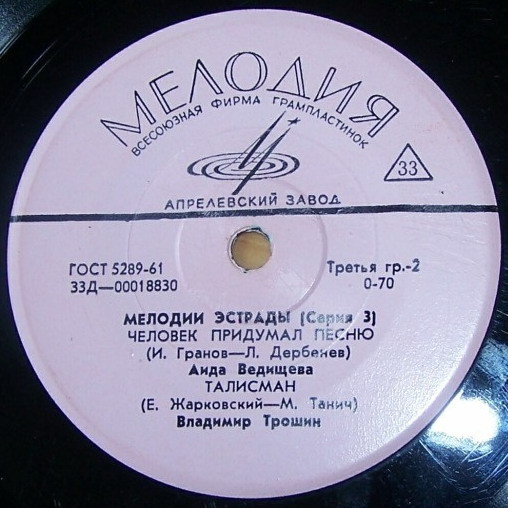 МЕЛОДИЯ
ВСЕСОЮЗНАЯ ФИРМА ГРАМПЛАСТИНОК
33
АПРЕЛЕВСКИЙ ЗАВОД
ГОСТ 5289-61
Третья гр.-2
33Д—00018830
0-70
МЕЛОДИИ ЭСТРАДЫ (Серия 3)
ЧЕЛОВЕК ПРИДУМАЛ ПЕСНЮ
(И. Гранов—Л. Дербенев)
Аида Ведищева
ТАЛИСМАН
(Е. Жарковский—М. Танич)
Владимир Трошин